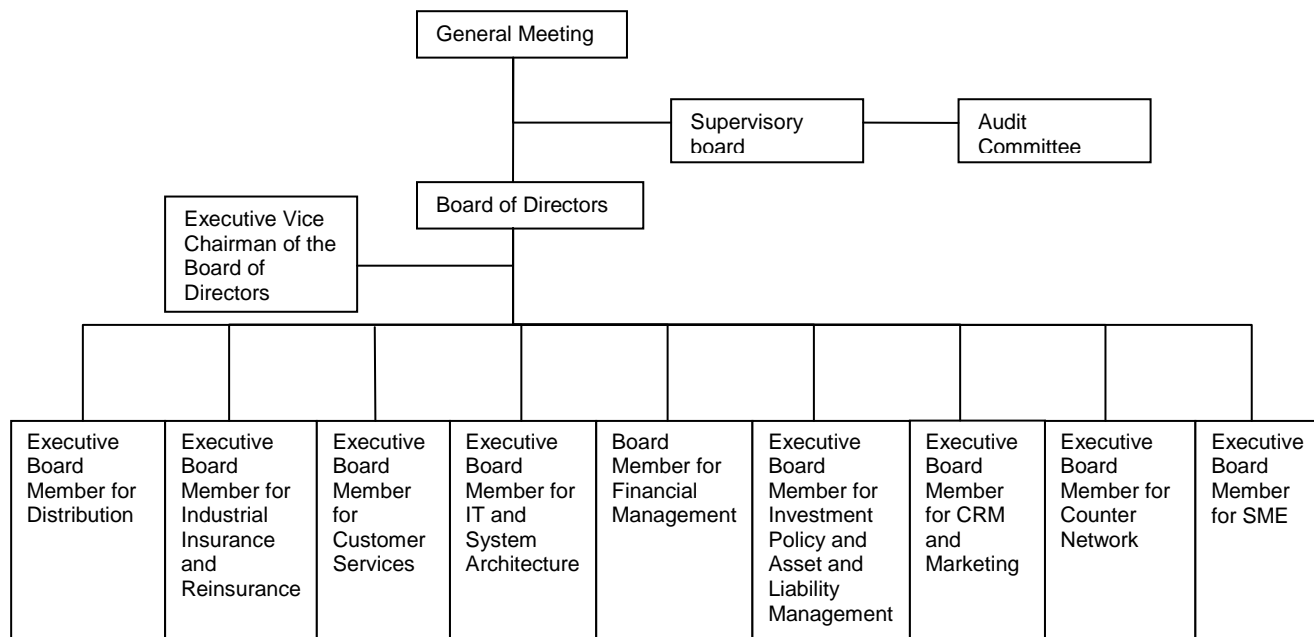 General Meeting
Supervisory
board
Audit
Committee
Board of Directors
Executive Vice
Chairman of the
Board of
Directors
Executive
Board
Member for
Distribution
Executive
Board
Member for
Industrial
Insurance
and
Reinsurance
Executive
Board
Member
for
Customer
Services
Executive
Board
Member for
IT and
System
Architecture
Board
Member for
Financial
Management
Executive
Board
Member for
Investment
Policy and
Asset and
Liability
Management
Executive
Board
Member
for CRM
and
Marketing
Executive
Board
Member for
Counter
Network
Executive
Board
Member
for SME